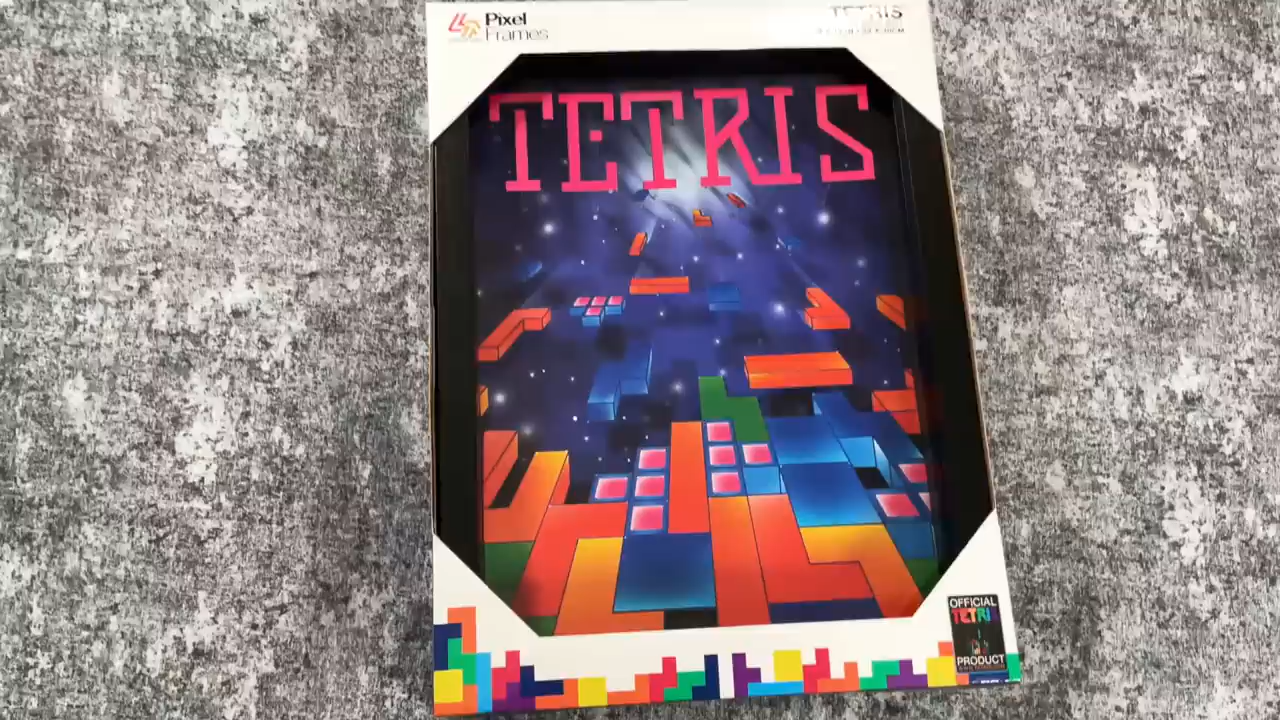 Pixel
Frames
TETRIS
TETRIS
OFFICIAL
TETRIS
PRODUCT